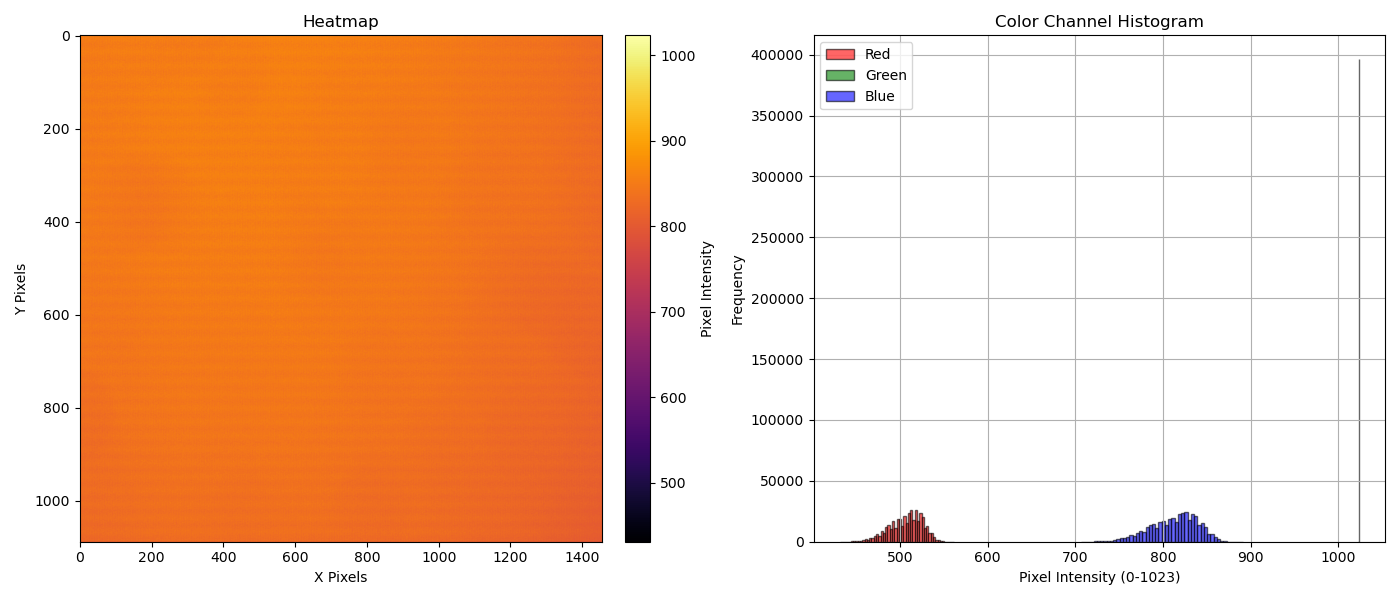 Heatmap
0
200
400
600
800
1000
0 200 400 600 800 1000 1200 1400
X Pixels
Y Pixels
1000
900
800
700
600
500
Pixel Intensity
Color Channel Histogram
Red
Green
Blue
400000
350000
300000
250000
200000
150000
100000
50000
0
500 600 700 800 900 1000
Pixel Intensity (0-1023)
Frequency